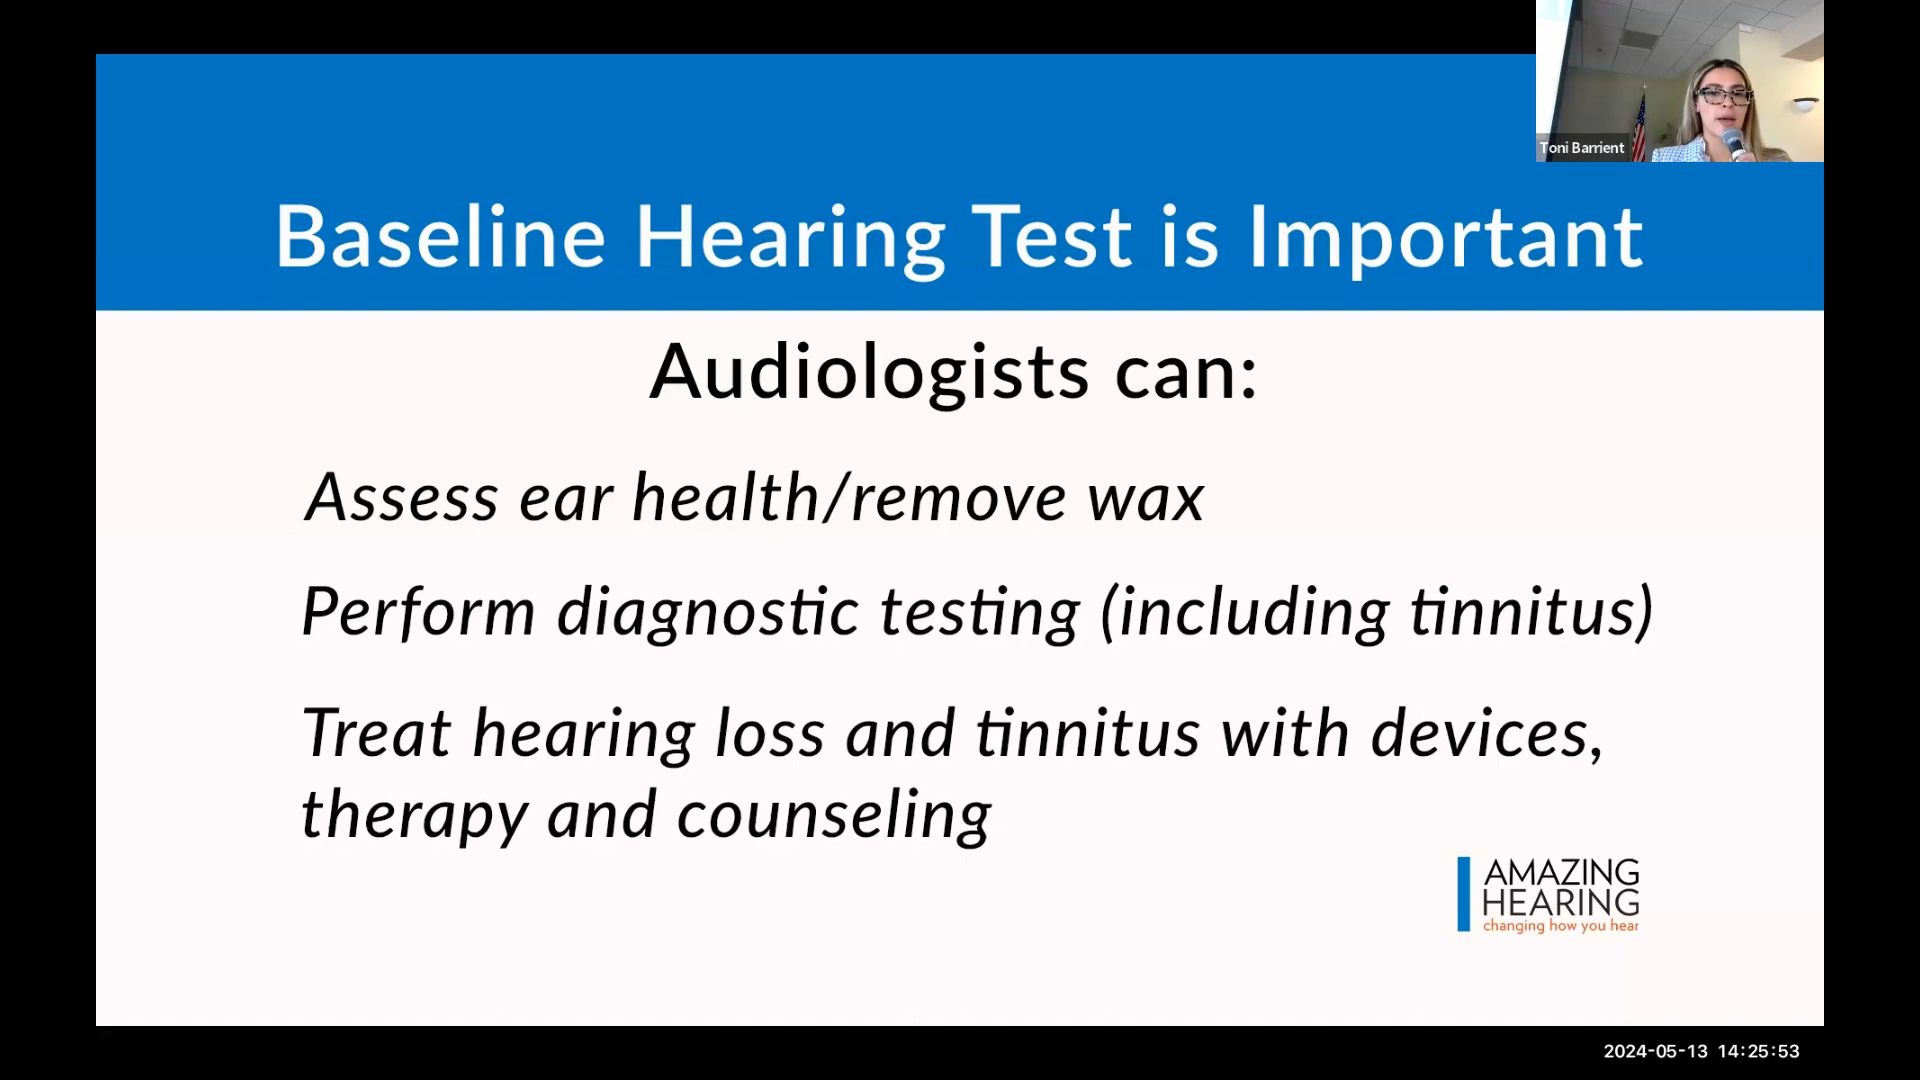 Toni Barrient
Baseline Hearing Test is Important
Audiologists can:
Assess ear health/remove wax
Perform diagnostic testing (including tinnitus)
Treat hearing loss and tinnitus with devices,
therapy and counseling
AMAZING
HEARING
changing how you hear
2024-05-13 14:25:53